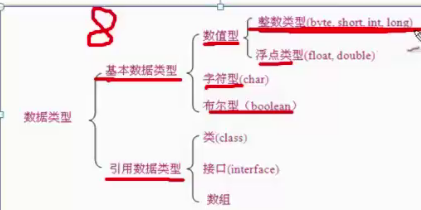 8
整数类型(byte, short, int, long)
数值型
浮点类型(float, double)
基本数据类型
字符型(char)
布尔型（boolean）
数据类型
类(class)
引用数据类型
接口(interface)
数组